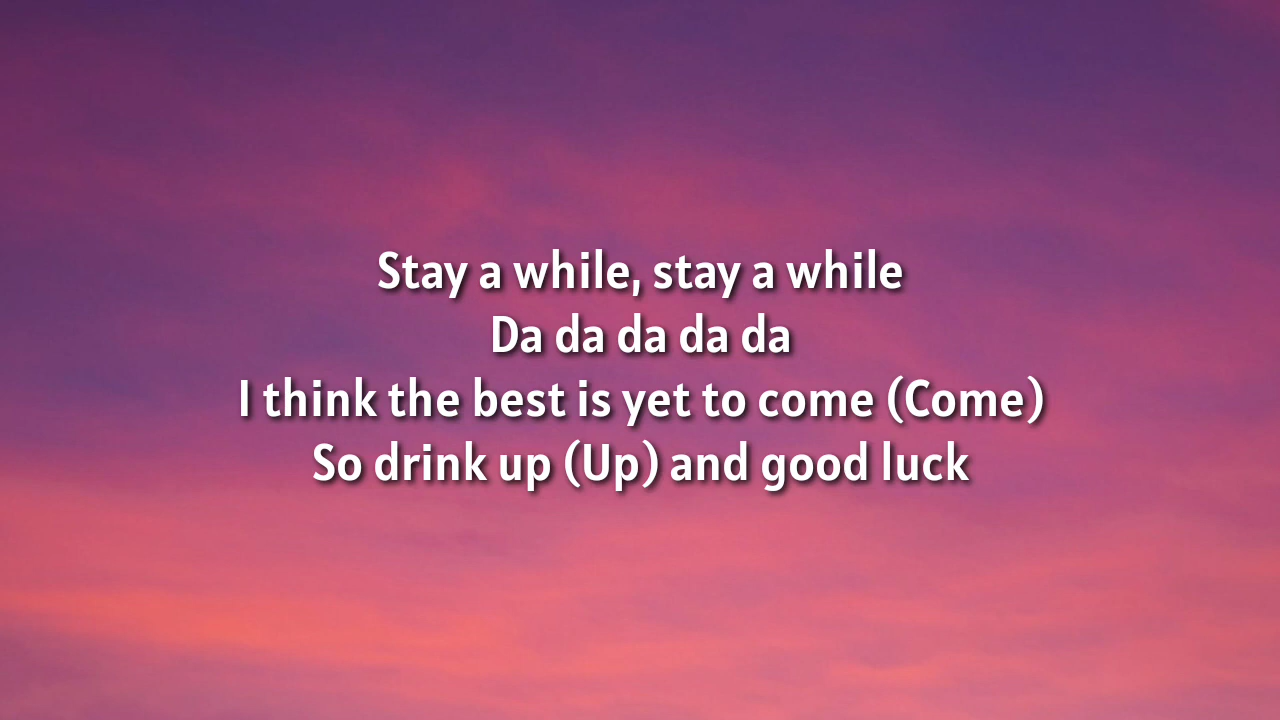 Stay a while, stay a while
Da da da da da
I think the best is yet to come (Come)
So drink up (Up) and good luck